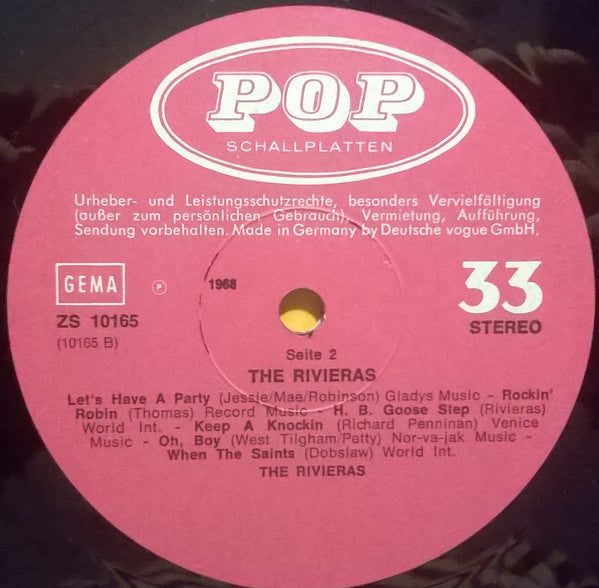 POP
SCHALLPLATTEN
Urheber- und Leistungsschutzrechte, besonders Vervielfältigung
(außer zum persönlichen Gebrauch), Vermietung, Aufführung,
Sendung vorbehalten. Made in Germany by Deutsche vogue GmbH.
GEMA
℗ 1968
33
ZS 10165
STEREO
(10165 B)
Seite 2
THE RIVIERAS
Let's Have A Party (Jessie/Mae/Robinson) Gladys Music - Rockin'
Robin (Thomas) Record Music - H. B. Goose Step (Rivieras)
World Int. - Keep A Knockin (Richard Penninan) Venice
Music - Oh, Boy (West Tilgham/Petty) Nor-va-jak Music -
When The Saints (Dobslaw) World Int.
THE RIVIERAS